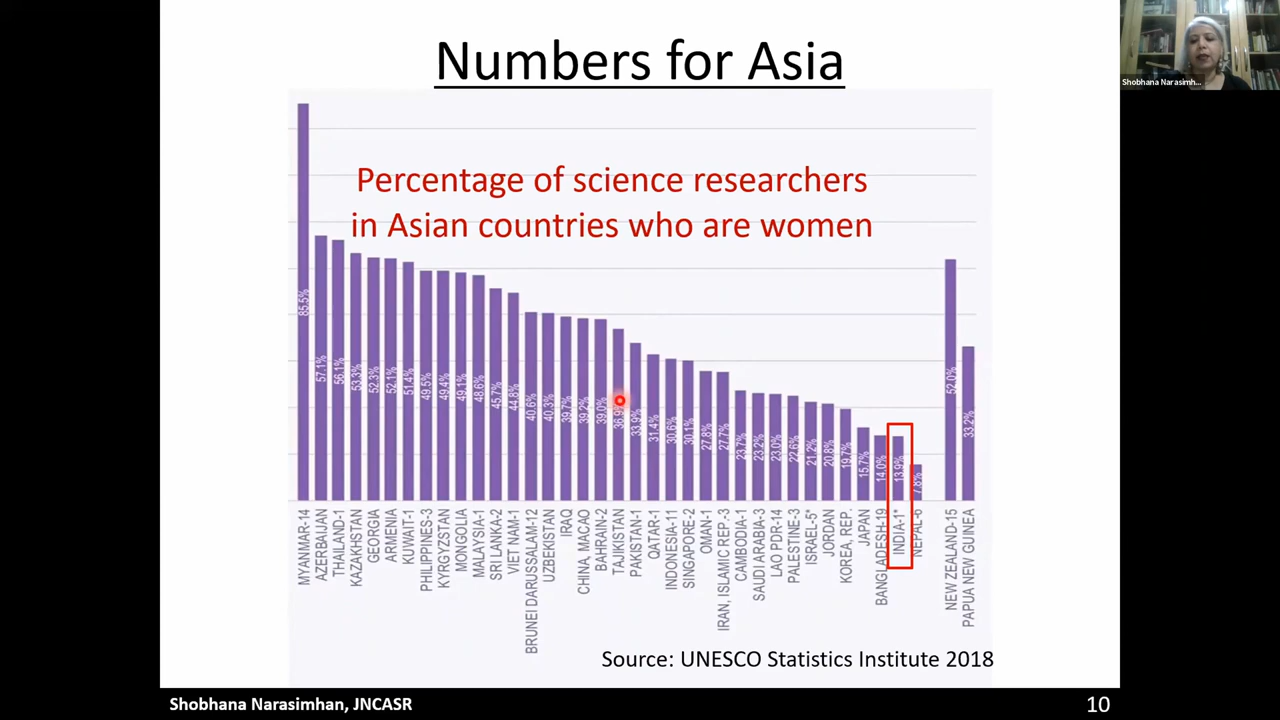 Numbers for Asia
Shobhana Narasimh...
Percentage of science researchers
in Asian countries who are women
85.5%
57.1%
56.1%
53.3%
52.3%
52.1%
51.4%
49.5%
49.4%
49.1%
48.6%
45.7%
44.8%
40.6%
40.3%
39.7%
39.2%
39.0%
36.9%
33.9%
31.4%
30.6%
30.1%
27.8%
27.7%
23.7%
23.2%
23.0%
22.6%
21.2%
20.8%
19.7%
15.7%
14.0%
13.9%
7.8%
52.0%
33.2%
MYANMAR-14
AZERBAIJAN
THAILAND-1
KAZAKHSTAN
GEORGIA
ARMENIA
KUWAIT-1
PHILIPPINES-3
KYRGYZSTAN
MONGOLIA
MALAYSIA-1
SRI LANKA-2
VIET NAM-1
BRUNEI DARUSSALAM-12
UZBEKISTAN
IRAQ
CHINA, MACAO
BAHRAIN-2
TAJIKISTAN
PAKISTAN-1
QATAR-1
INDONESIA-11
SINGAPORE-2
OMAN-1
IRAN, ISLAMIC REP.-3
CAMBODIA-1
SAUDI ARABIA-3
LAO PDR-14
PALESTINE-3
ISRAEL-5*
JORDAN
KOREA, REP.
JAPAN
BANGLADESH-19
INDIA-1*
NEPAL-6
NEW ZEALAND-15
PAPUA NEW GUINEA
Source: UNESCO Statistics Institute 2018
Shobhana Narasimhan, JNCASR
10